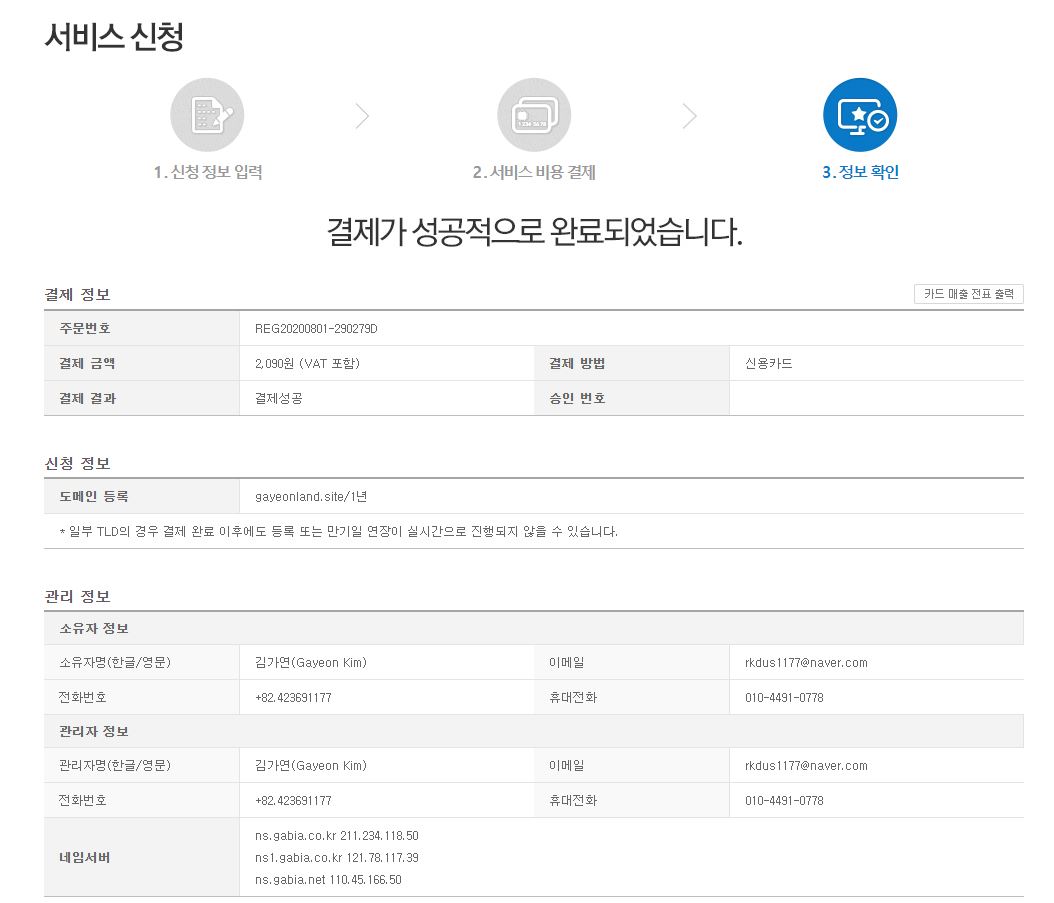 서비스 신청
1. 신청 정보 입력
2. 서비스 비용 결제
3. 정보 확인
결제가 성공적으로 완료되었습니다.
결제 정보
카드 매출 전표 출력
주문번호 REG20200801-290279D
결제 금액 2,090원 (VAT 포함) 결제 방법 신용카드
결제 결과 결제성공 승인 번호
신청 정보
도메인 등록 gayeonland.site/1년
* 일부 TLD의 경우 결제 완료 이후에도 등록 또는 만기일 연장이 실시간으로 진행되지 않을 수 있습니다.
관리 정보
소유자 정보
소유자명(한글/영문) 김가연(Gayeon Kim) 이메일 rkdus1177@naver.com
전화번호 +82.423691177 휴대전화 010-4491-0778
관리자 정보
관리자명(한글/영문) 김가연(Gayeon Kim) 이메일 rkdus1177@naver.com
전화번호 +82.423691177 휴대전화 010-4491-0778
네임서버
ns.gabia.co.kr 211.234.118.50
ns1.gabia.co.kr 121.78.117.39
ns.gabia.net 110.45.166.50